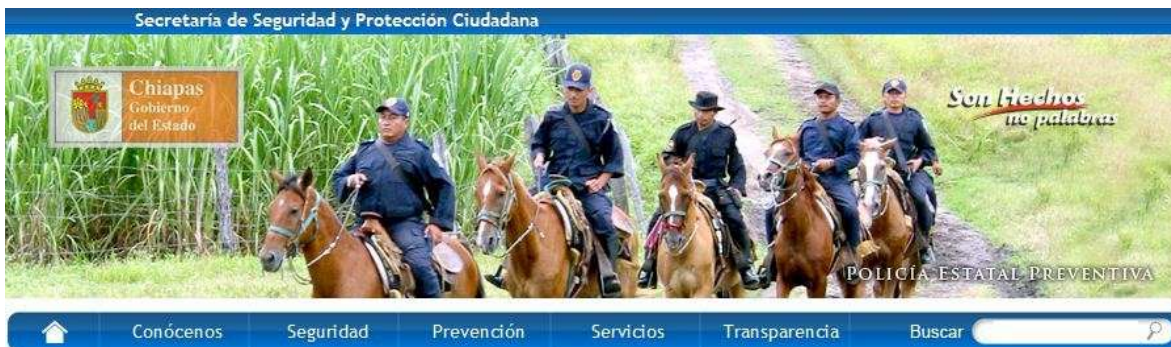 Secretaría de Seguridad y Protección Ciudadana
Chiapas
Gobierno
del Estado
Son Hechos
no palabras
POLICÍA ESTATAL PREVENTIVA
Conócenos
Seguridad
Prevención
Servicios
Transparencia
Buscar